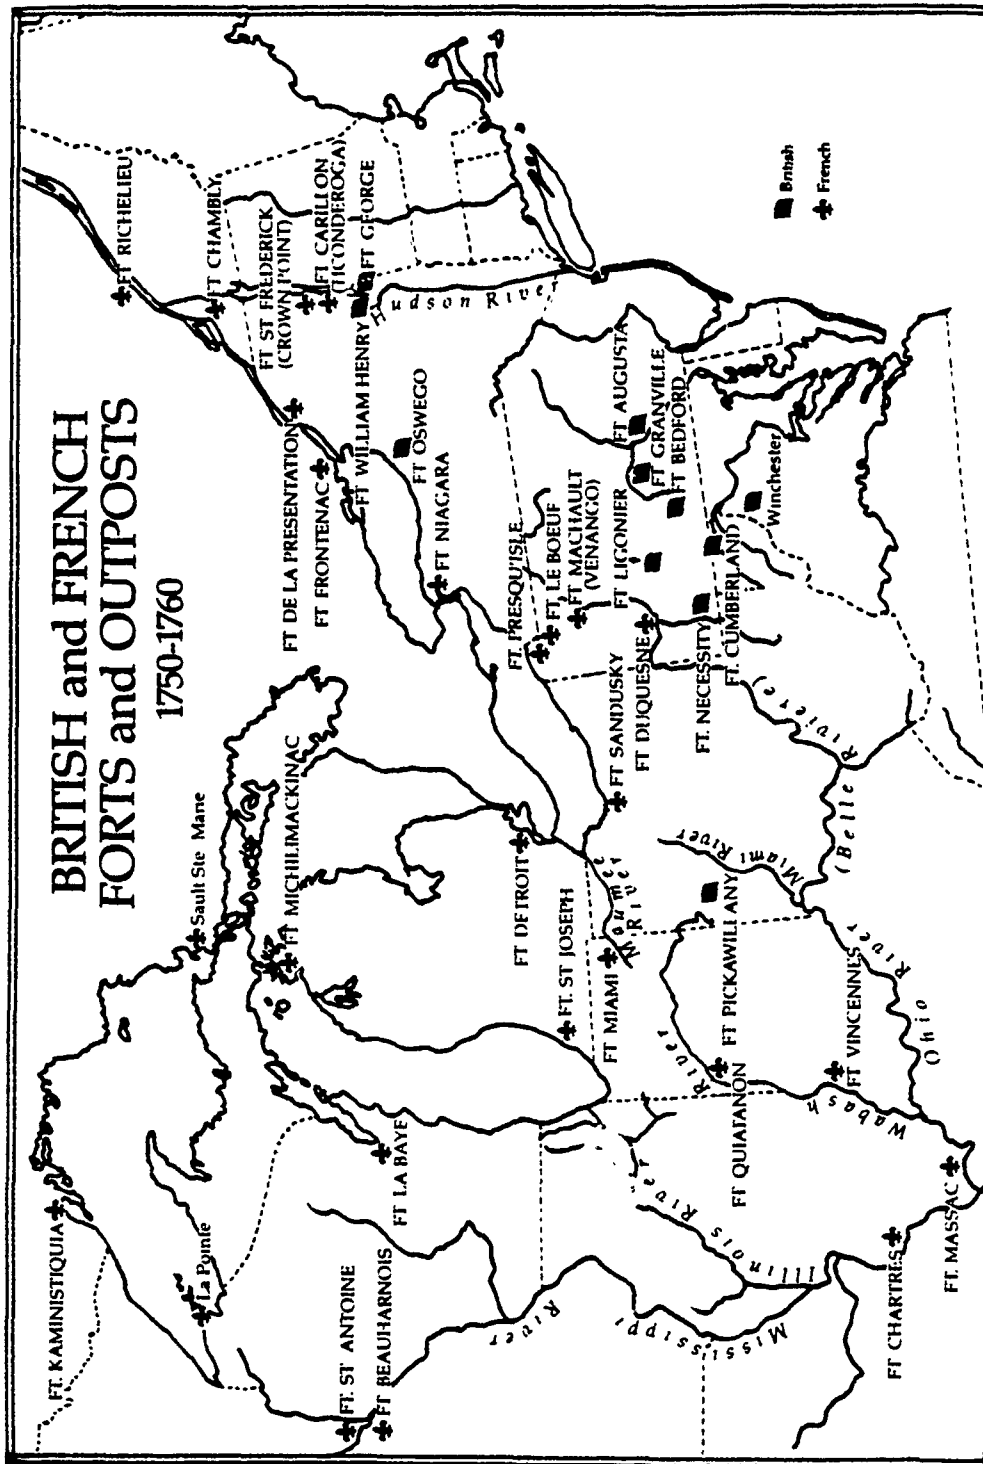 BRITISH and FRENCH
FORTS and OUTPOSTS
1750-1760
FT. KAMINISTIQUIA
La Pointe
Sault Ste Marie
FT MICHILIMACKINAC
FT. ST ANTOINE
FT BEAUHARNOIS
FT LA BAYE
FT DETROIT
FT. ST JOSEPH
FT MIAMI
FT RICHELIEU
FT CHAMBLY
FT ST FREDERICK
(CROWN POINT)
FT CARILLON
(TICONDEROGA)
FT GEORGE
FT WILLIAM HENRY
Hudson River
FT DE LA PRESENTATION
FT FRONTENAC
FT OSWEGO
FT NIAGARA
FT. PRESQU'ISLE
FT LE BOEUF
FT MACHAULT
(VENANGO)
FT LIGONIER
FT AUGUSTA
FT GRANVILLE
FT BEDFORD
Winchester
FT SANDUSKY
FT DUQUESNE
FT. NECESSITY
FT. CUMBERLAND
Maumee
River
Miami River
FT PICKAWILLANY
FT QUIATANON
FT VINCENNES
Wabash River
Ohio River
(Belle Riviere)
Illinois River
Mississippi River
FT CHARTRES
FT. MASSAC
British
French